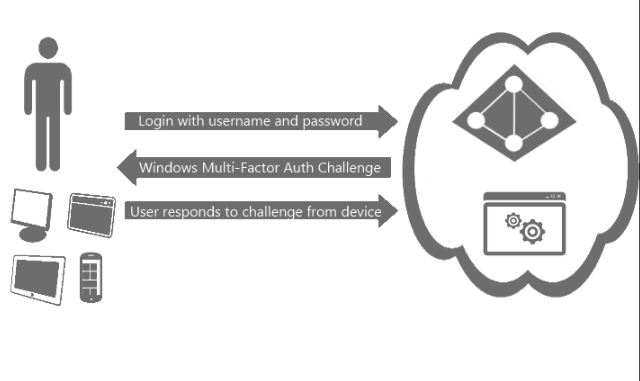 Login with username and password
Windows Multi-Factor Auth Challenge
User responds to challenge from device